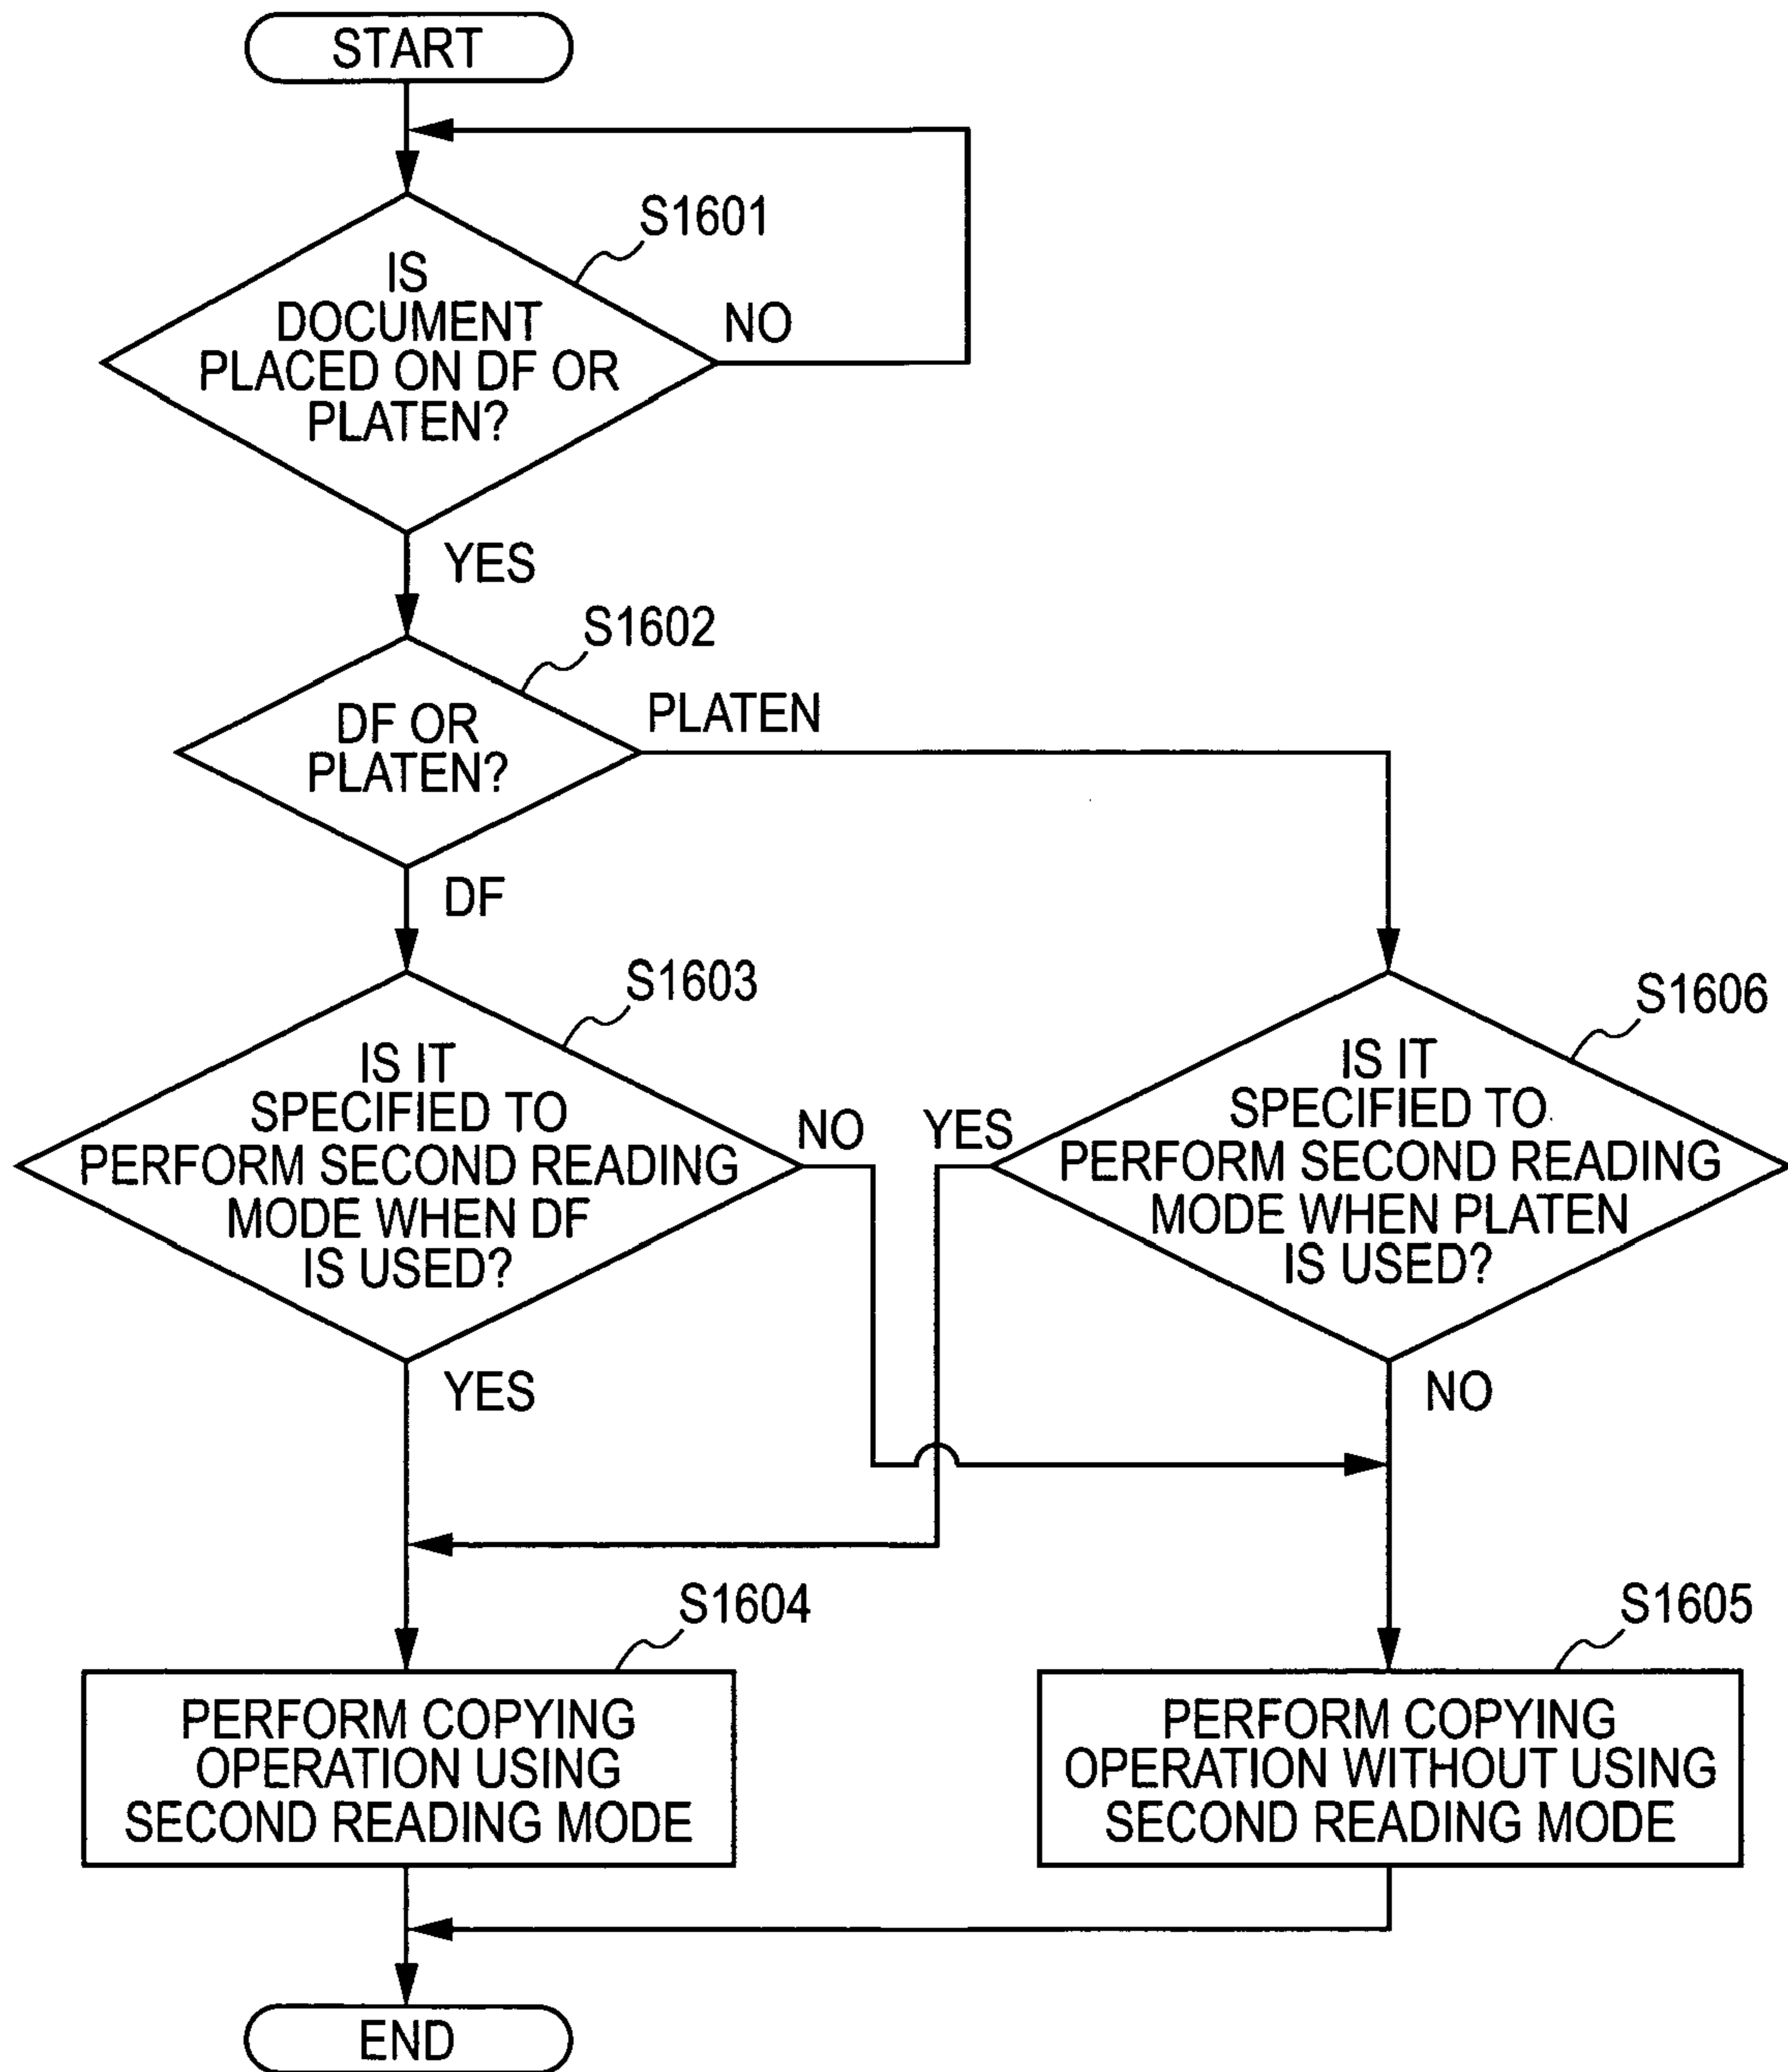 START
S1601
IS
DOCUMENT
PLACED ON DF OR
PLATEN?
NO
YES
S1602
DF OR
PLATEN?
PLATEN
DF
S1603
IS IT
SPECIFIED TO
PERFORM SECOND READING
MODE WHEN DF
IS USED?
NO
YES
S1606
IS IT
SPECIFIED TO
PERFORM SECOND READING
MODE WHEN PLATEN
IS USED?
YES
NO
S1604
PERFORM COPYING
OPERATION USING
SECOND READING MODE
S1605
PERFORM COPYING
OPERATION WITHOUT USING
SECOND READING MODE
END